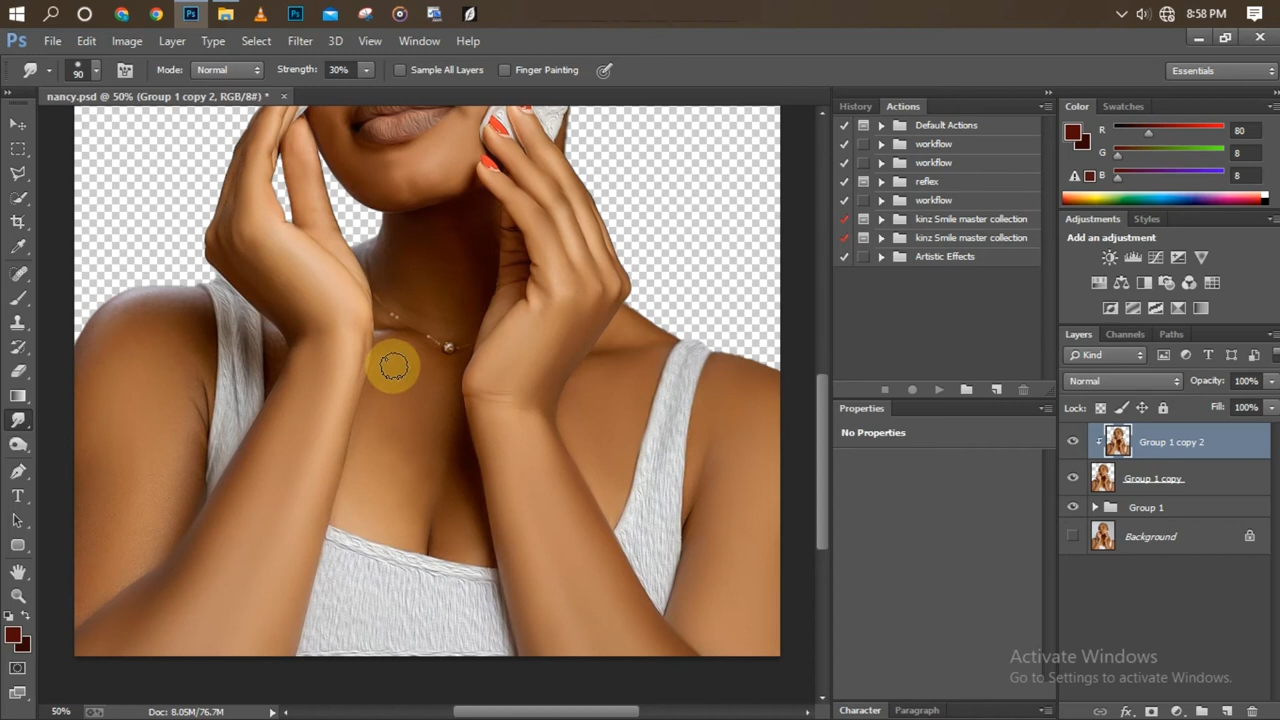 8:58 PM
Ps File Edit Image Layer Type Select Filter 3D View Window Help
90 Mode: Normal Strength: 30% Sample All Layers Finger Painting Essentials
nancy.psd @ 50% (Group 1 copy 2, RGB/8#) *
History Actions
Default Actions
workflow
workflow
reflex
workflow
kinz Smile master collection
kinz Smile master collection
Artistic Effects
Properties
No Properties
Character Paragraph
Color Swatches
R 80
G 8
B 8
Adjustments Styles
Add an adjustment
Layers Channels Paths
Kind
Normal Opacity: 100%
Lock: Fill: 100%
Group 1 copy 2
Group 1 copy
Group 1
Background
Activate Windows
Go to Settings to activate Windows.
50% Doc: 8.05M/76.7M